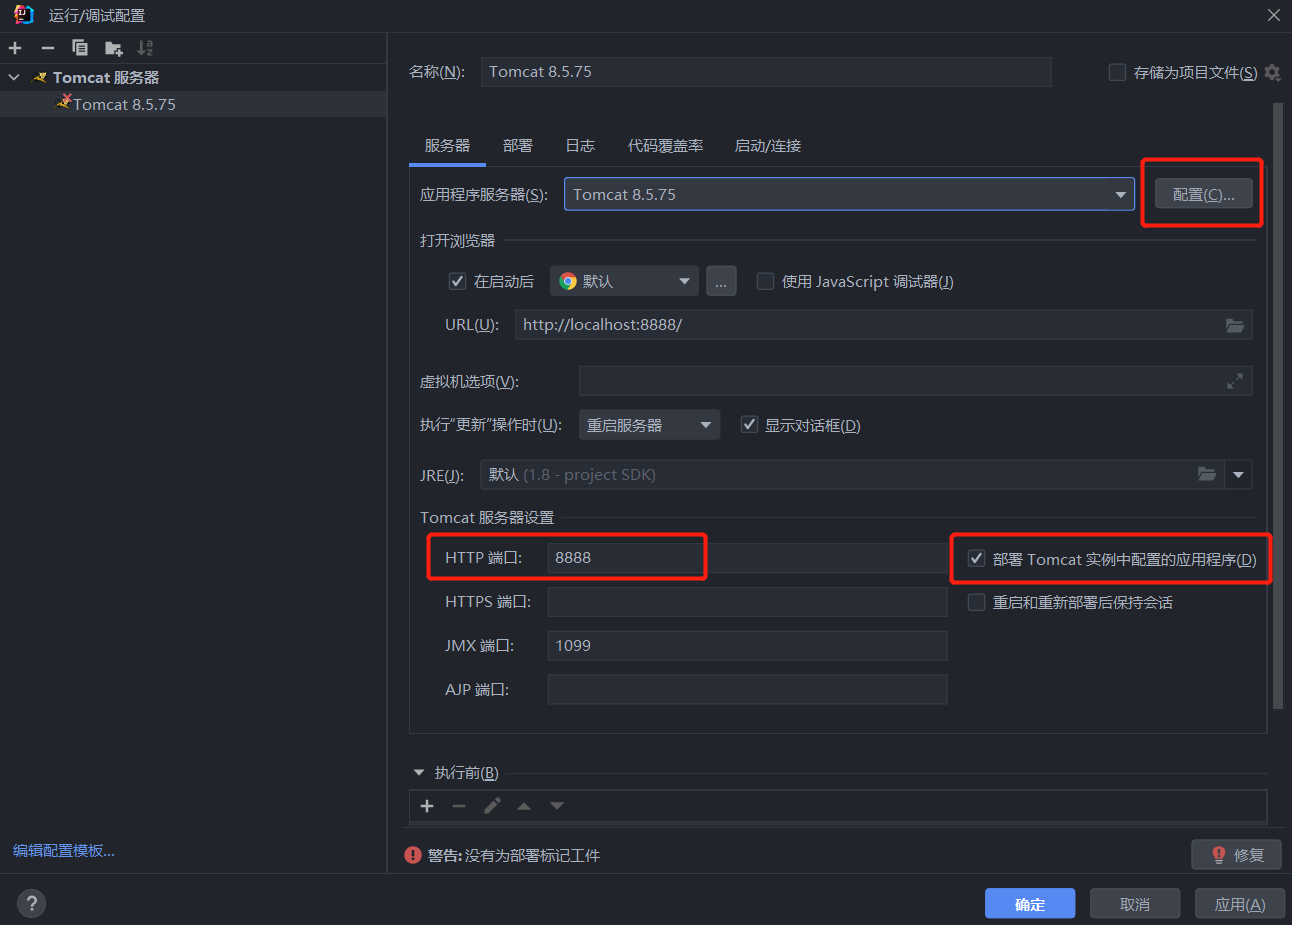 运行/调试配置
Tomcat 服务器
Tomcat 8.5.75
名称(N): Tomcat 8.5.75 存储为项目文件(S)
服务器 部署 日志 代码覆盖率 启动/连接
应用程序服务器(S): Tomcat 8.5.75 配置(C)...
打开浏览器
在启动后 默认 ... 使用 JavaScript 调试器(J)
URL(U): http://localhost:8888/
虚拟机选项(V):
执行“更新”操作时(U): 重启服务器 显示对话框(D)
JRE(J): 默认 (1.8 - project SDK)
Tomcat 服务器设置
HTTP 端口: 8888 部署 Tomcat 实例中配置的应用程序(D)
HTTPS 端口: 重启和重新部署后保持会话
JMX 端口: 1099
AJP 端口:
执行前(B)
编辑配置模板...
警告: 没有为部署标记工件 修复
? 确定 取消 应用(A)